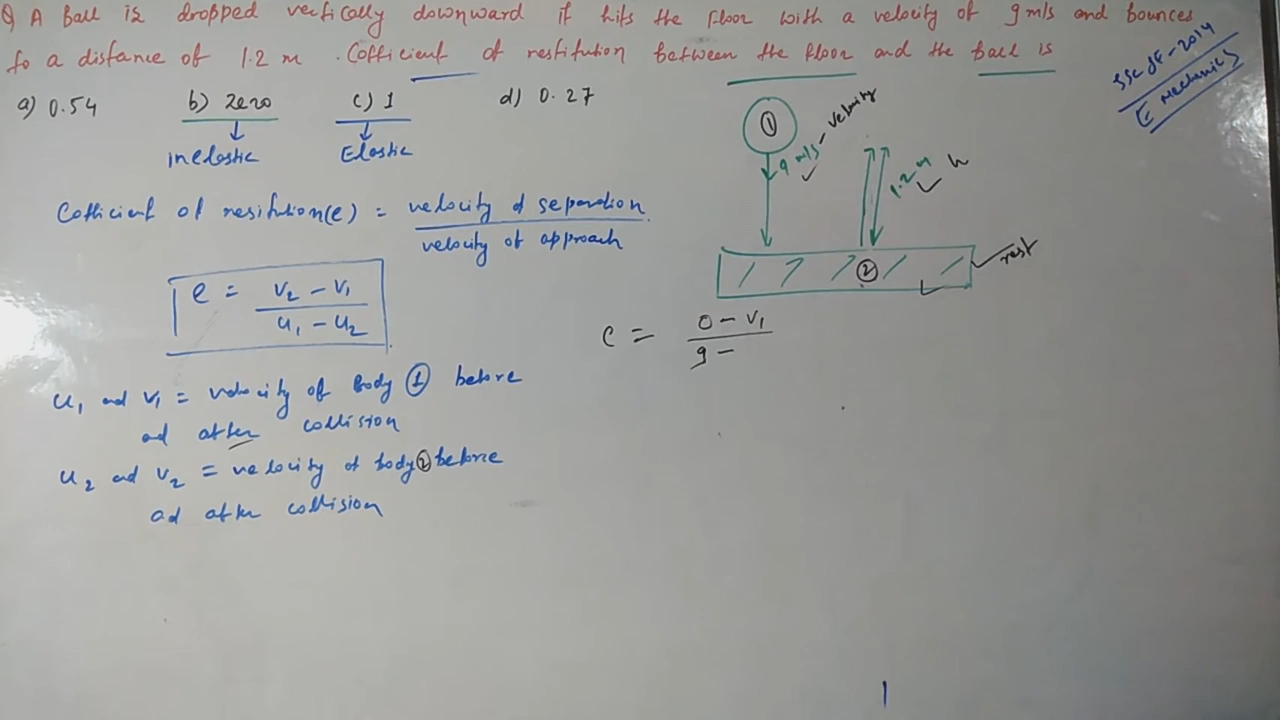 Q A Ball is dropped vertically downward it hits the floor with a velocity of 9 m/s and bounces
to a distance of 1.2 m . Cofficient of restitution between the floor and the ball is
SSC JE-2014
E Mechanics
a) 0.54 b) Zero c) 1 d) 0.27
inelastic Elastic
1
9 m/s - velocity
1.2 m h
Cofficient of resitution(e) = velocity of separation
velocity of approach
2
rest
e = v2 - v1
u1 - u2
e = 0 - v1
9 -
u1 and v1 = velocity of body 1 before
and after collision
u2 and v2 = velocity of body 2 before
ad after collision